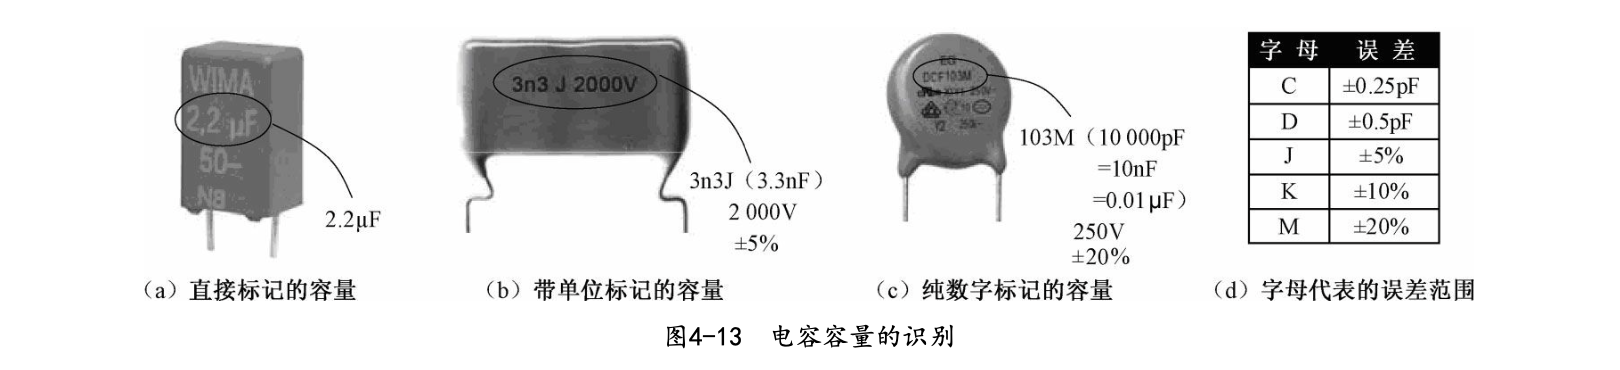 WIMA
2,2 µF
50~
N8
2.2µF
(a) 直接标记的容量
3n3 J 2000V
3n3J（3.3nF）
2 000V
±5%
（b）带单位标记的容量
EG
DCF103M
Y2
103M（10 000pF
=10nF
=0.01µF）
250V
±20%
（c）纯数字标记的容量
字 母 误 差
C ±0.25pF
D ±0.5pF
J ±5%
K ±10%
M ±20%
（d）字母代表的误差范围
图4-13 电容容量的识别